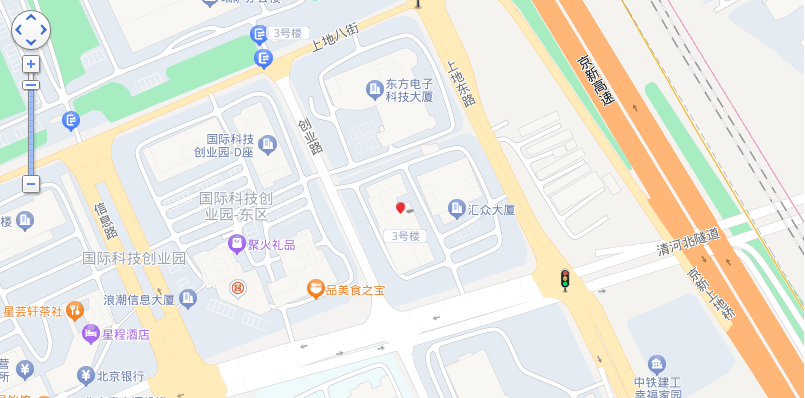 3号楼
上地八街
上地东路
京新高速
东方电子
科技大厦
创业路
国际科技
创业园-D座
国际科技创
业园-东区
信息路
楼
汇众大厦
3号楼
清河北隧道
聚火礼品
国际科技创业园
京新上地桥
品美食之宝
浪潮信息大厦
星芸轩茶社
星程酒店
营
所
北京银行
中铁建工
幸福家园